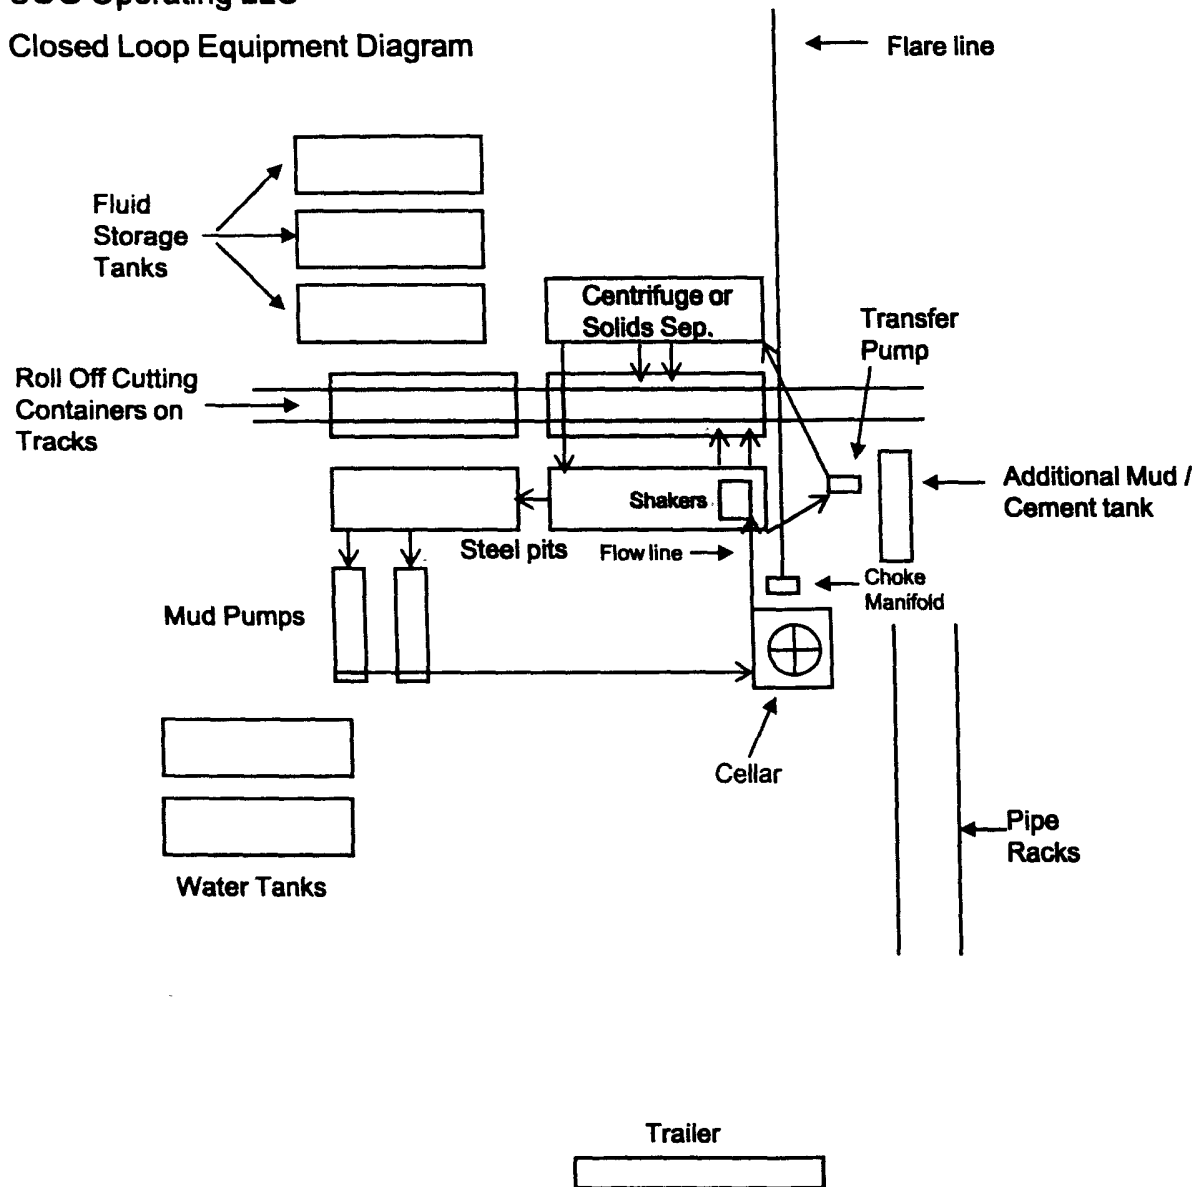 Operating LLC
Closed Loop Equipment Diagram
Flare line
Fluid
Storage
Tanks
Centrifuge or
Solids Sep.
Transfer
Pump
Roll Off Cutting
Containers on
Tracks
Additional Mud /
Cement tank
Shakers
Steel pits
Flow line
Choke
Manifold
Mud Pumps
Cellar
Pipe
Racks
Water Tanks
Trailer